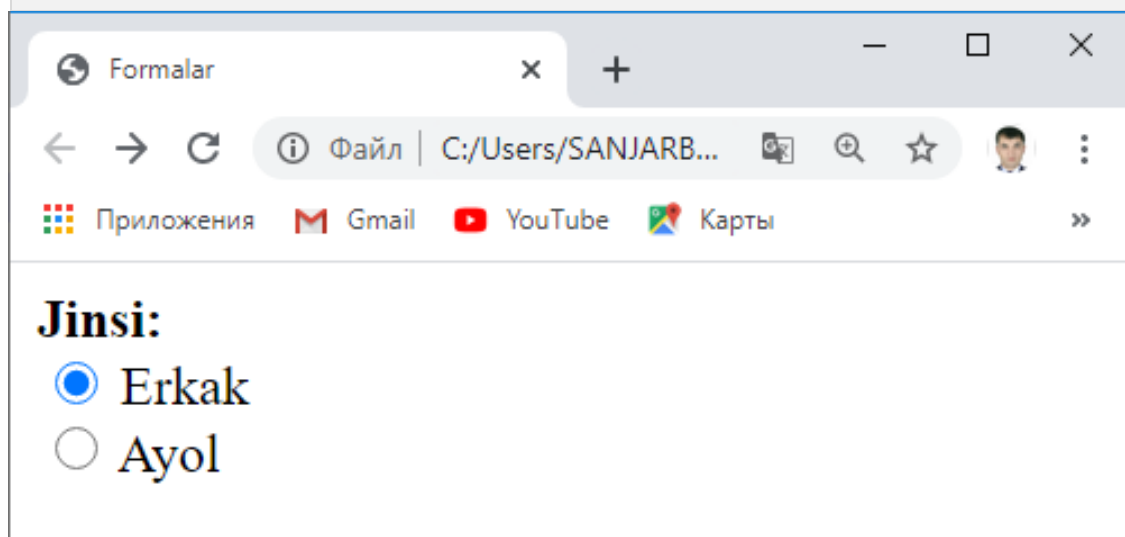 Formalar
Файл C:/Users/SANJARB...
Приложения Gmail YouTube Карты
Jinsi:
Erkak
Ayol